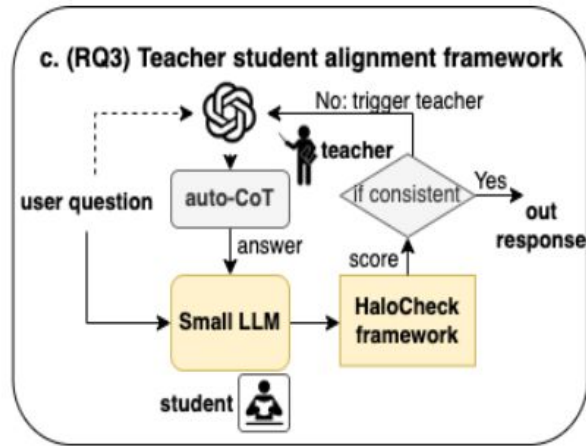 c. (RQ3) Teacher student alignment framework
No: trigger teacher
teacher
user question
auto-CoT
if consistent
Yes
out
response
answer
score
Small LLM
HaloCheck
framework
student